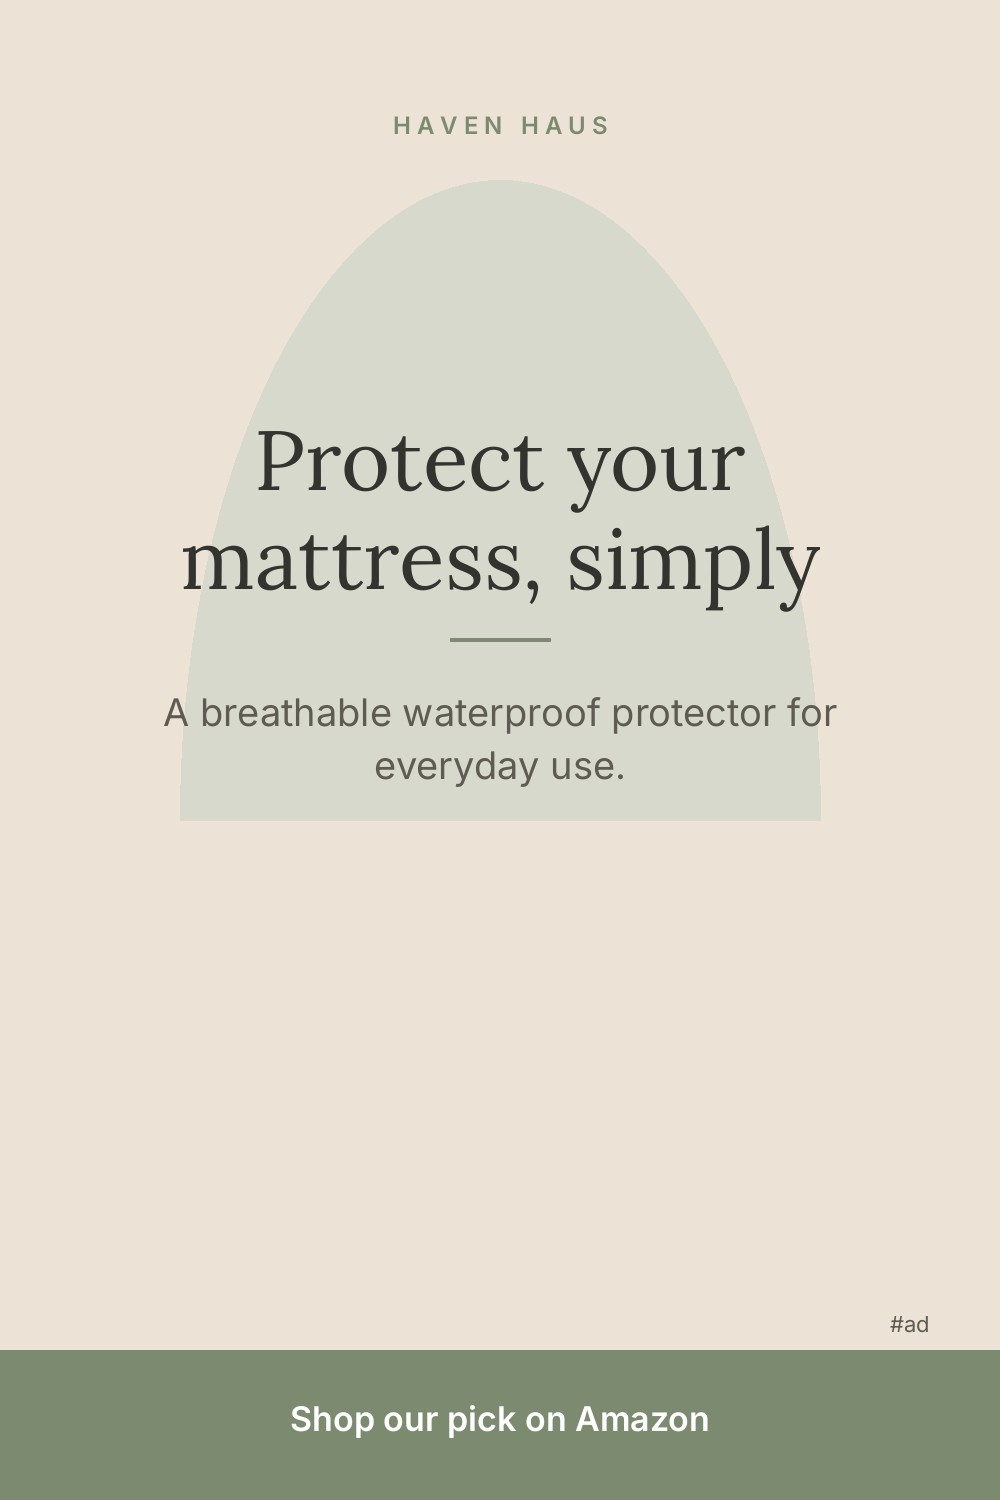 HAVEN HAUS
Protect your
mattress, simply
A breathable waterproof protector for
everyday use.
#ad
Shop our pick on Amazon